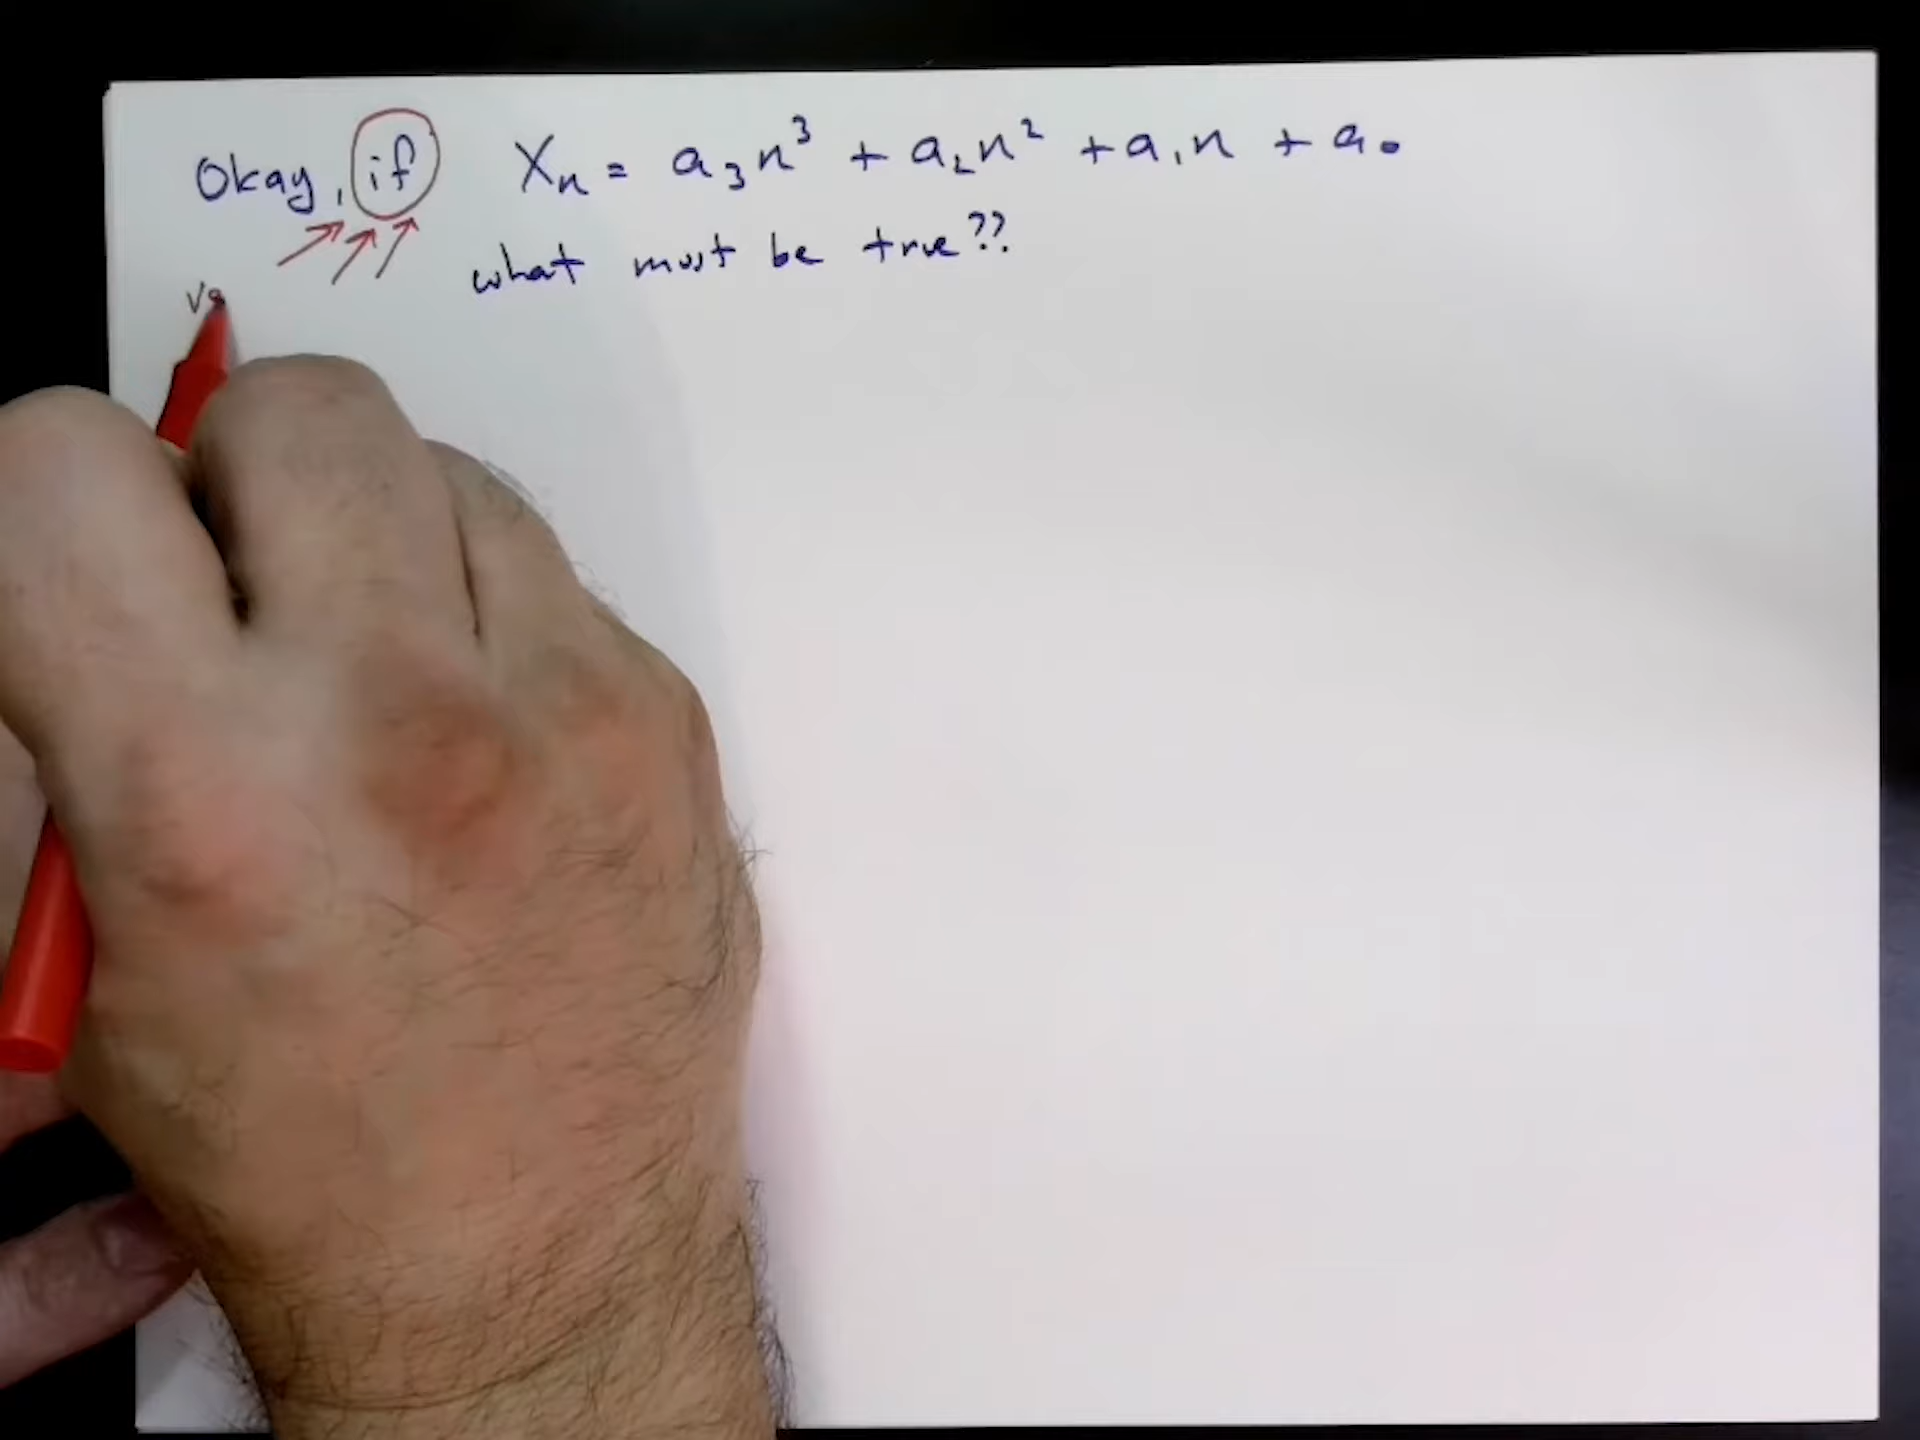 Okay, if Xₙ = a₃n³ + a₂n² + a₁n + a₀
what must be true??